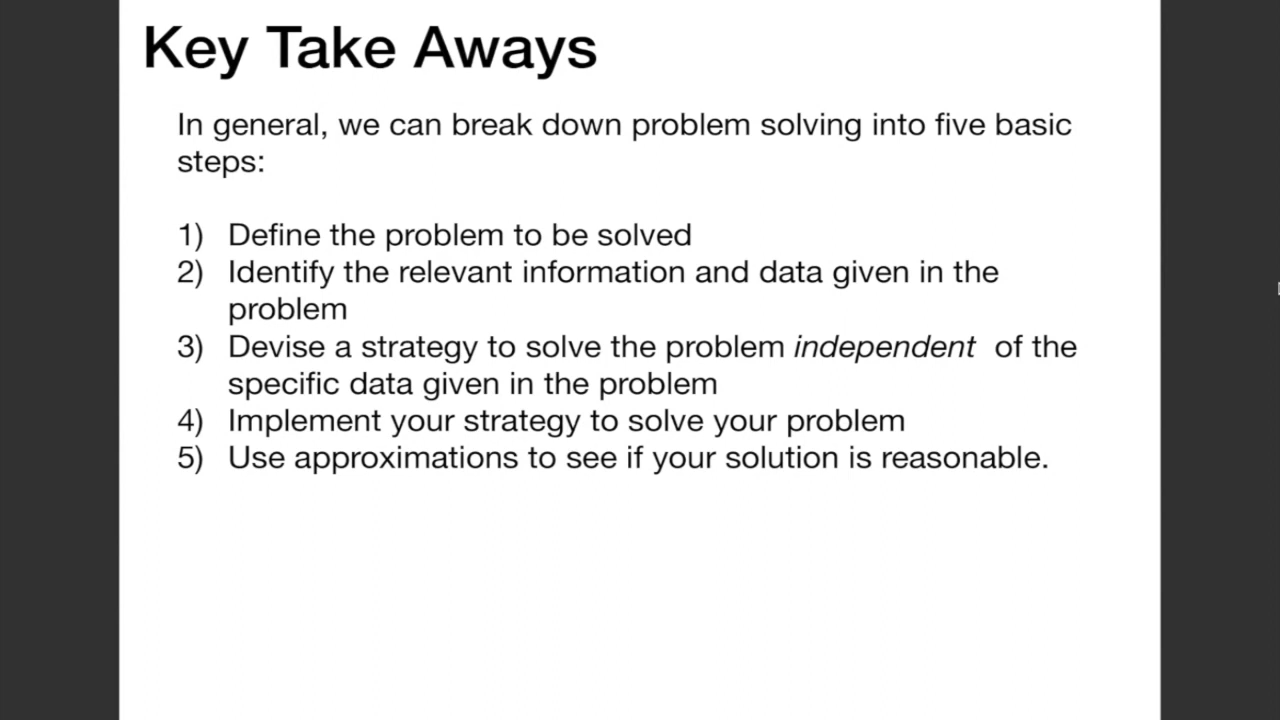 Key Take Aways
In general, we can break down problem solving into five basic
steps:
1) Define the problem to be solved
2) Identify the relevant information and data given in the
problem
3) Devise a strategy to solve the problem independent of the
specific data given in the problem
4) Implement your strategy to solve your problem
5) Use approximations to see if your solution is reasonable.